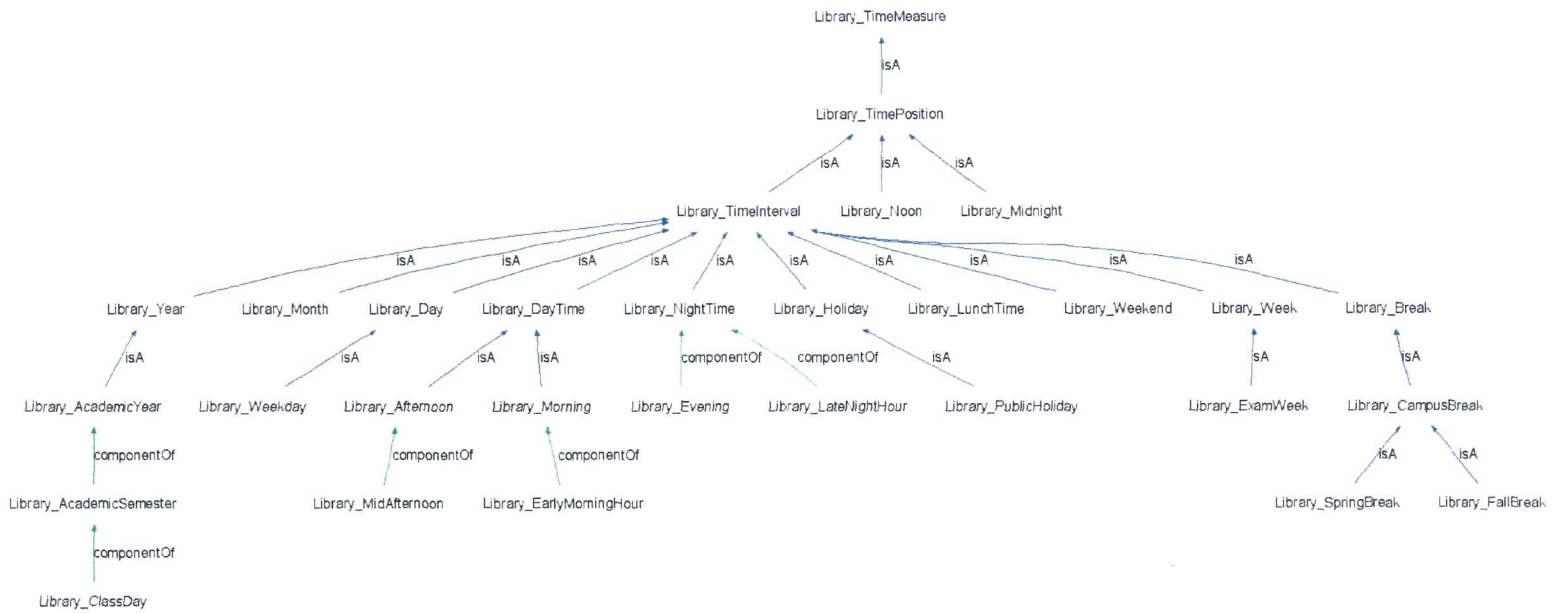 Library_TimeMeasure
isA
Library_TimePosition
isA isA isA
Library_TimeInterval Library_Noon Library_Midnight
isA isA isA isA isA isA isA isA isA isA
Library_Year Library_Month Library_Day Library_DayTime Library_NightTime Library_Holiday Library_LunchTime Library_Weekend Library_Week Library_Break
isA isA isA isA componentOf componentOf isA isA isA
Library_AcademicYear Library_Weekday Library_Afternoon Library_Morning Library_Evening Library_LateNightHour Library_PublicHoliday Library_ExamWeek Library_CampusBreak
componentOf componentOf componentOf isA isA
Library_AcademicSemester Library_MidAfternoon Library_EarlyMorningHour Library_SpringBreak Library_FallBreak
componentOf
Library_ClassDay